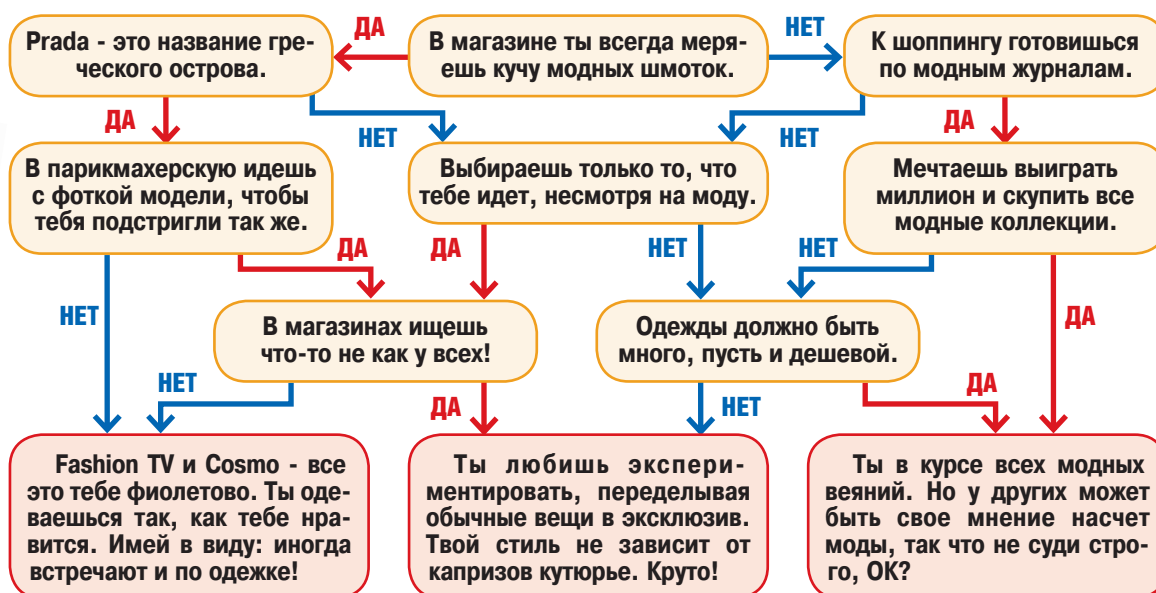 Prada - это название гре-
ческого острова.
ДА
В магазине ты всегда меря-
ешь кучу модных шмоток.
НЕТ
К шоппингу готовишься
по модным журналам.
ДА
НЕТ
НЕТ
ДА
В парикмахерскую идешь
с фоткой модели, чтобы
тебя подстригли так же.
Выбираешь только то, что
тебе идет, несмотря на моду.
Мечтаешь выиграть
миллион и скупить все
модные коллекции.
НЕТ
ДА
ДА
НЕТ
НЕТ
ДА
В магазинах ищешь
что-то не как у всех!
Одежды должно быть
много, пусть и дешевой.
НЕТ
ДА
НЕТ
ДА
Fashion TV и Cosmo - все
это тебе фиолетово. Ты оде-
ваешься так, как тебе нра-
вится. Имей в виду: иногда
встречают и по одежке!
Ты любишь экспери-
ментировать, переделывая
обычные вещи в эксклюзив.
Твой стиль не зависит от
капризов кутюрье. Круто!
Ты в курсе всех модных
веяний. Но у других может
быть свое мнение насчет
моды, так что не суди стро-
го, ОК?